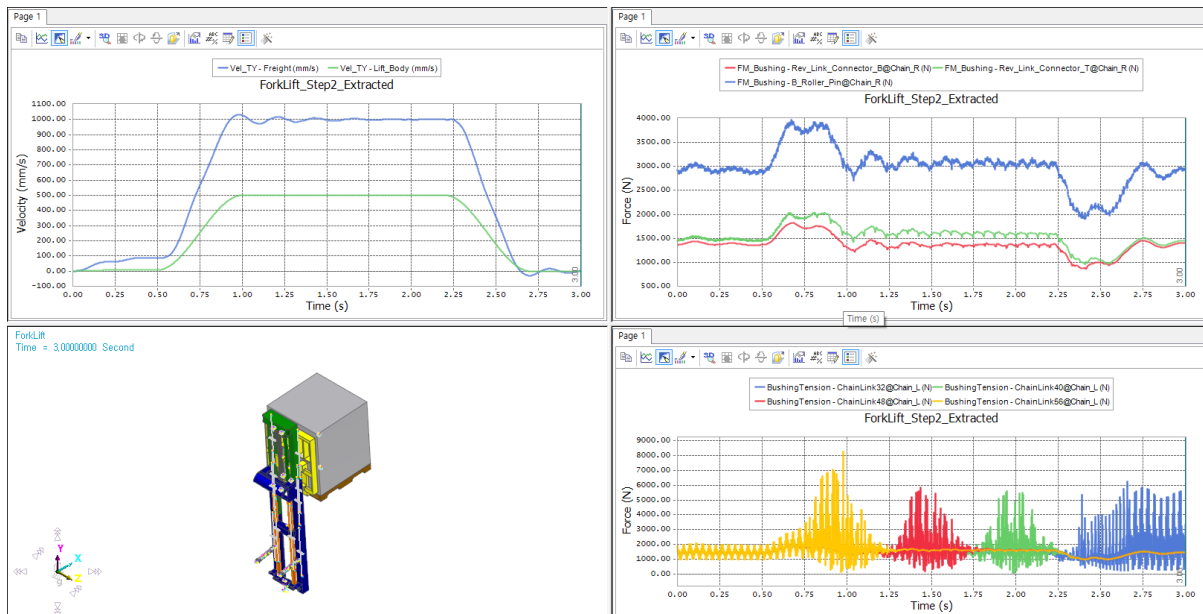 Page 1
Vel_TY - Freight (mm/s) Vel_TY - Lift_Body (mm/s)
ForkLift_Step2_Extracted
1100.00
1000.00
900.00
800.00
700.00
600.00
500.00
400.00
300.00
200.00
100.00
0.00
-100.00
Velocity (mm/s)
0.00 0.25 0.50 0.75 1.00 1.25 1.50 1.75 2.00 2.25 2.50 2.75 3.00
Time (s)
3.00
Page 1
FM_Bushing - Rev_Link_Connector_B@Chain_R (N) FM_Bushing - Rev_Link_Connector_T@Chain_R (N)
FM_Bushing - B_Roller_Pin@Chain_R (N)
ForkLift_Step2_Extracted
4000.00
3500.00
3000.00
2500.00
2000.00
1500.00
1000.00
500.00
Force (N)
0.00 0.25 0.50 0.75 1.00 1.25 1.50 1.75 2.00 2.25 2.50 2.75 3.00
Time (s)
3.00
Time (s)
ForkLift
Time = 3,00000000 Second
Y
X
Z
Page 1
BushingTension - ChainLink32@Chain_L (N) BushingTension - ChainLink40@Chain_L (N)
BushingTension - ChainLink48@Chain_L (N) BushingTension - ChainLink56@Chain_L (N)
ForkLift_Step2_Extracted
9000.00
8000.00
7000.00
6000.00
5000.00
4000.00
3000.00
2000.00
1000.00
0.00
Force (N)
0.00 0.25 0.50 0.75 1.00 1.25 1.50 1.75 2.00 2.25 2.50 2.75 3.00
Time (s)
3.00